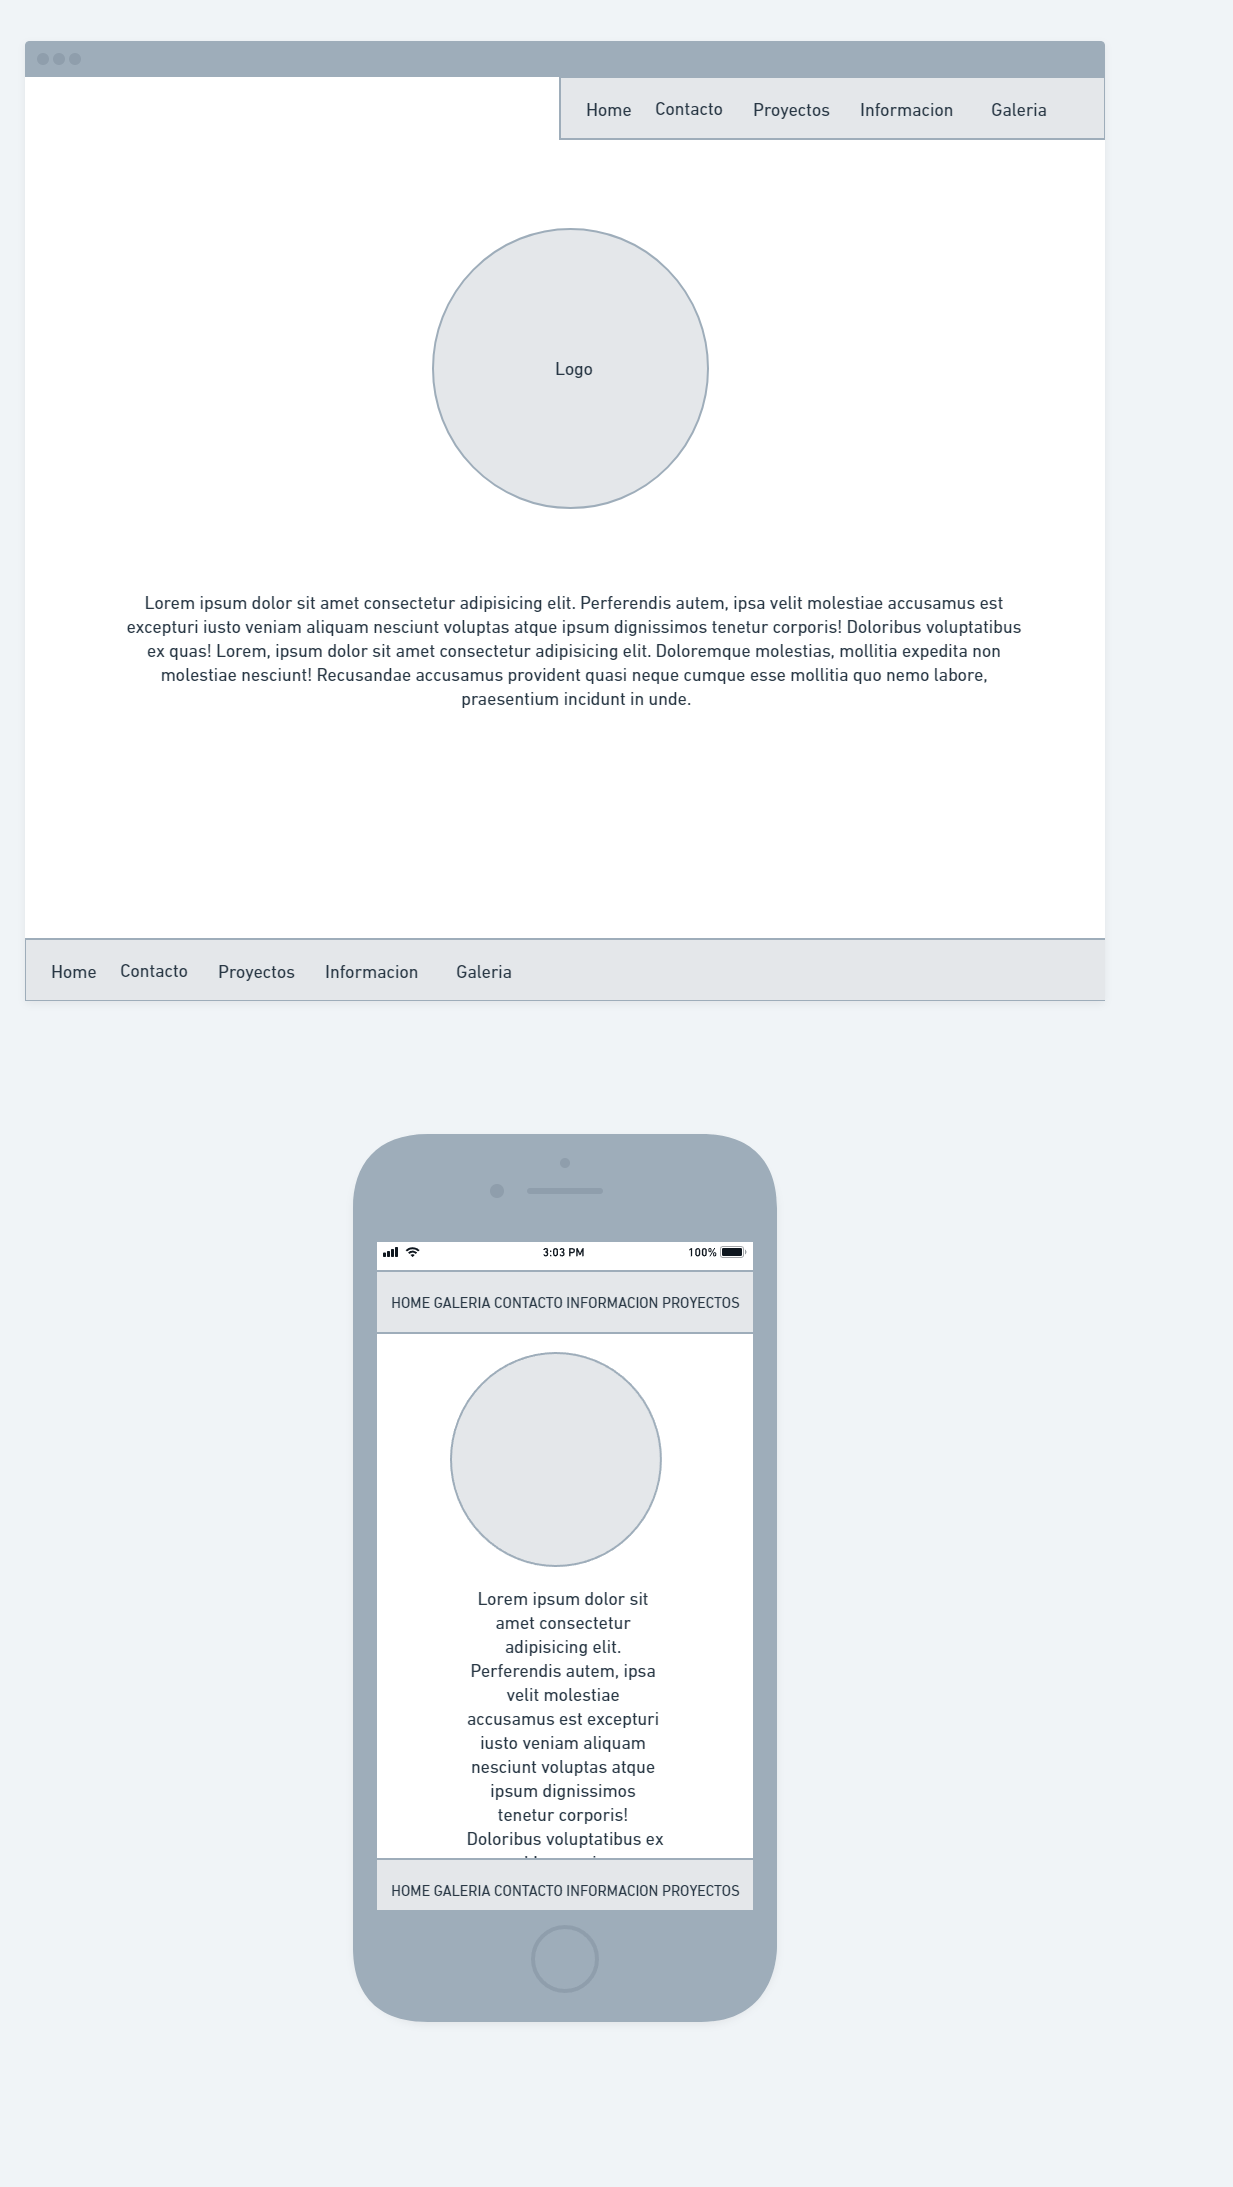 Home Contacto Proyectos Informacion Galeria
Logo
Lorem ipsum dolor sit amet consectetur adipisicing elit. Perferendis autem, ipsa velit molestiae accusamus est
excepturi iusto veniam aliquam nesciunt voluptas atque ipsum dignissimos tenetur corporis! Doloribus voluptatibus
ex quas! Lorem, ipsum dolor sit amet consectetur adipisicing elit. Doloremque molestias, mollitia expedita non
molestiae nesciunt! Recusandae accusamus provident quasi neque cumque esse mollitia quo nemo labore,
praesentium incidunt in unde.
Home Contacto Proyectos Informacion Galeria
3:03 PM 100%
HOME GALERIA CONTACTO INFORMACION PROYECTOS
Lorem ipsum dolor sit
amet consectetur
adipisicing elit.
Perferendis autem, ipsa
velit molestiae
accusamus est excepturi
iusto veniam aliquam
nesciunt voluptas atque
ipsum dignissimos
tenetur corporis!
Doloribus voluptatibus ex
HOME GALERIA CONTACTO INFORMACION PROYECTOS